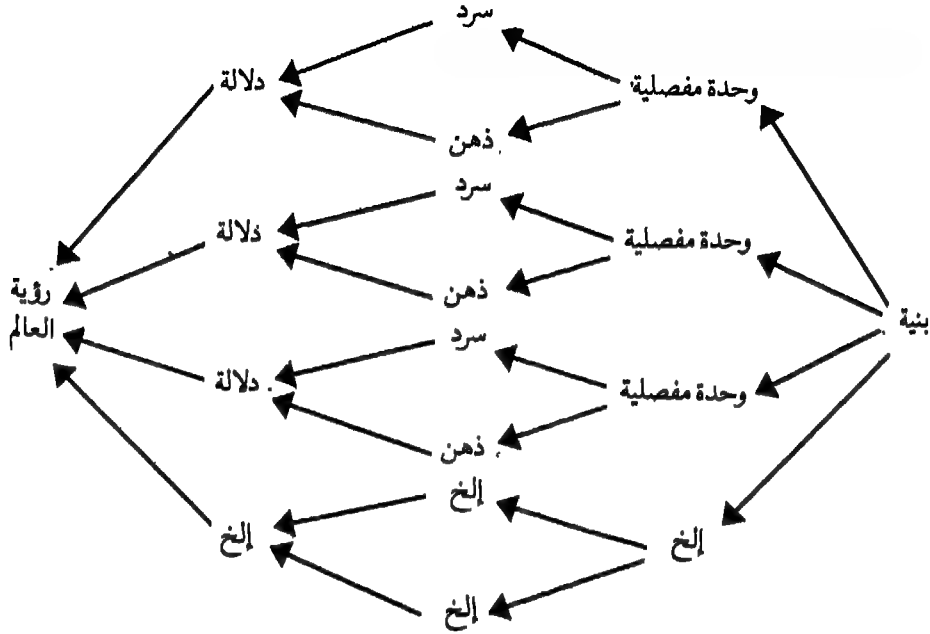 بنية
وحدة مفصلية
سرد
ذهن
دلالة
وحدة مفصلية
سرد
ذهن
دلالة
وحدة مفصلية
سرد
ذهن
دلالة
إلخ
إلخ
إلخ
إلخ
رؤية
العالم